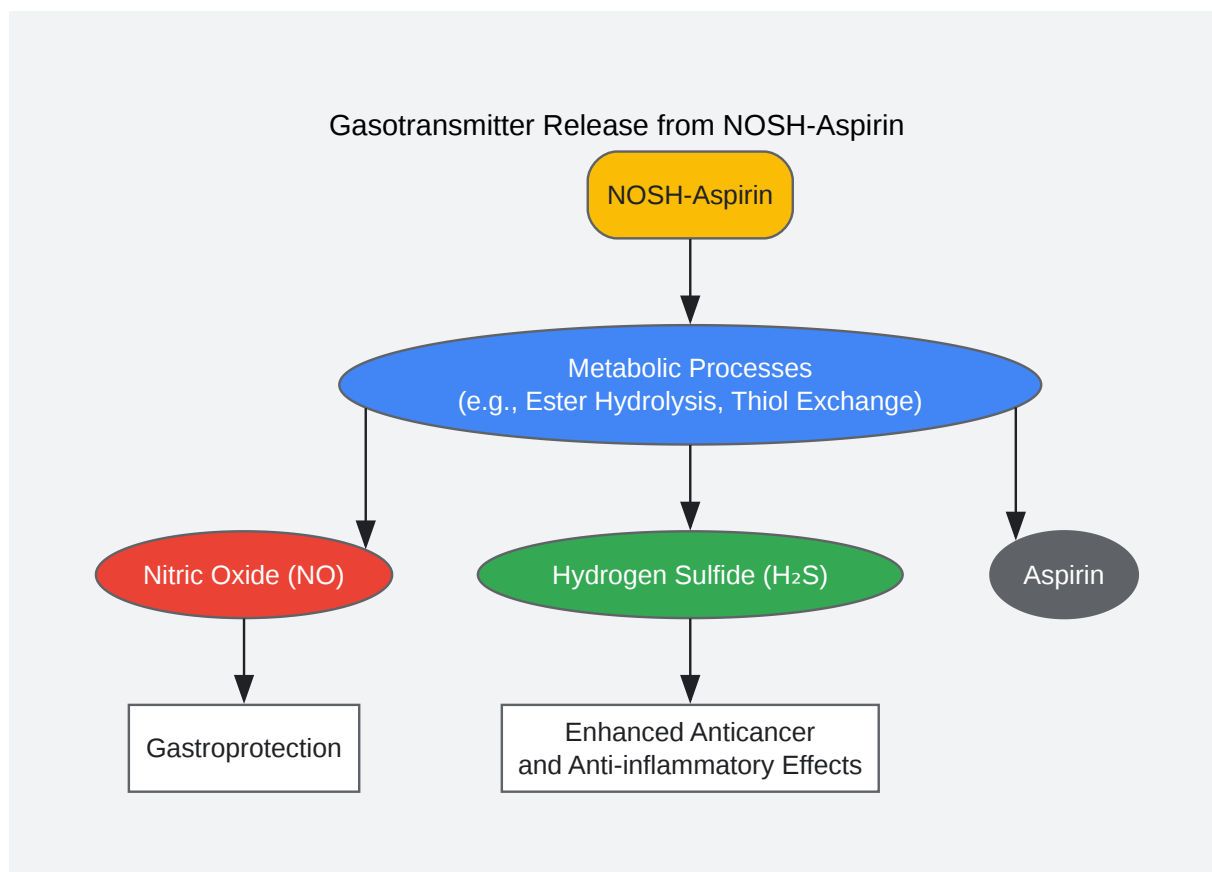 Gasotransmitter Release from NOSH-Aspirin
NOSH-Aspirin
Metabolic Processes
(e.g., Ester Hydrolysis, Thiol Exchange)
Nitric Oxide (NO)
Hydrogen Sulfide (H₂S)
Aspirin
Gastroprotection
Enhanced Anticancer
and Anti-inflammatory Effects